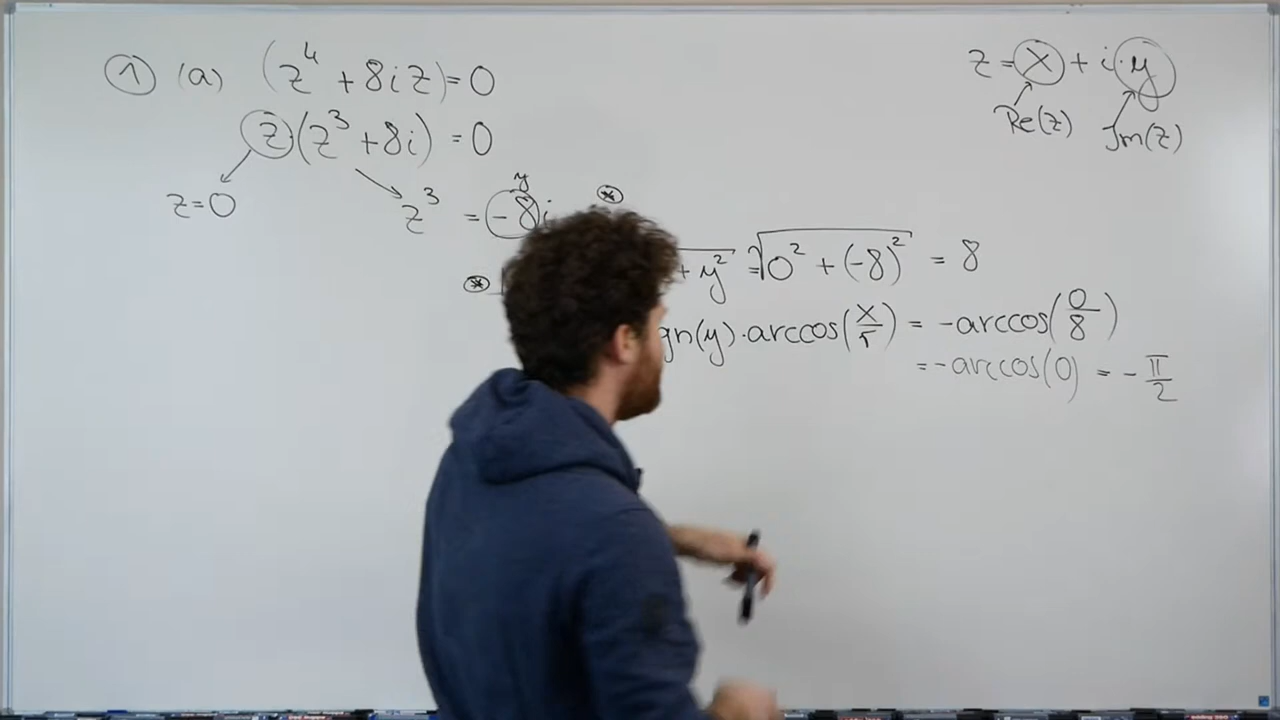 ① (a) (z⁴ + 8iz) = 0
z(z³ + 8i) = 0
z = 0
z³ = -8i
y
⊛
z = x + i·y
Re(z) Im(z)
⊛ + y² = √(0² + (-8)²) = 8
gn(y)·arccos(x/r) = -arccos(0/8)
= -arccos(0) = -π/2